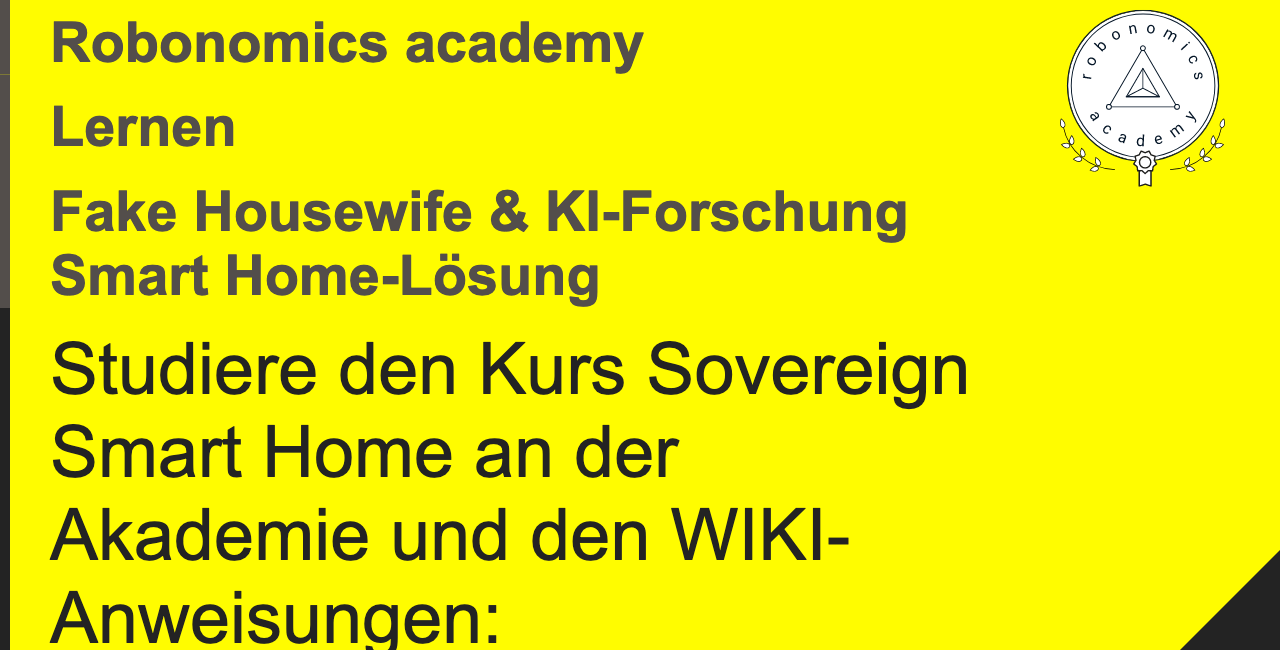 Robonomics academy
Lernen
Fake Housewife & KI-Forschung
Smart Home-Lösung
Studiere den Kurs Sovereign
Smart Home an der
Akademie und den WIKI-
Anweisungen:
robonomics
academy